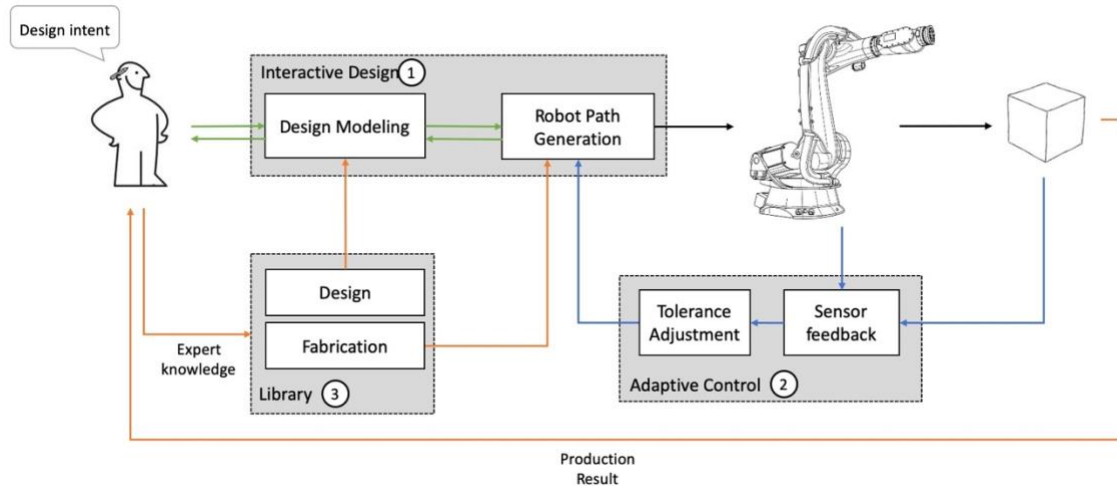 Design intent
Interactive Design 1
Design Modeling
Robot Path
Generation
Design
Fabrication
Library 3
Expert
knowledge
Tolerance
Adjustment
Sensor
feedback
Adaptive Control 2
Production
Result